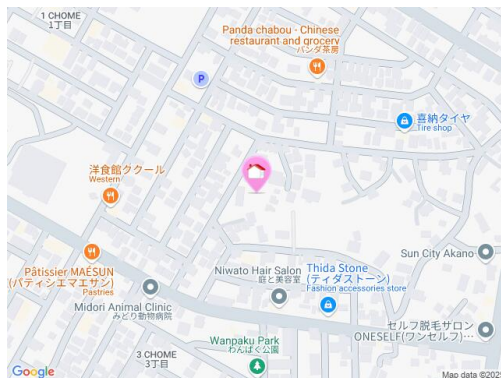 1 CHOME
1丁目
Panda chabou - Chinese
restaurant and grocery
パンダ茶房
P
喜納タイヤ
Tire shop
洋食館ククール
Western
Sun City Akano
Pâtissier MAÉSUN
(パティシエマエサン)
Pastries
Niwato Hair Salon
庭と美容室
Thida Stone
(ティダストーン)
Fashion accessories store
Midori Animal Clinic
みどり動物病院
セルフ脱毛サロン
ONESELF(ワンセルフ)…
Wanpaku Park
わんぱく公園
3 CHOME
3丁目
Google
Map data ©2025